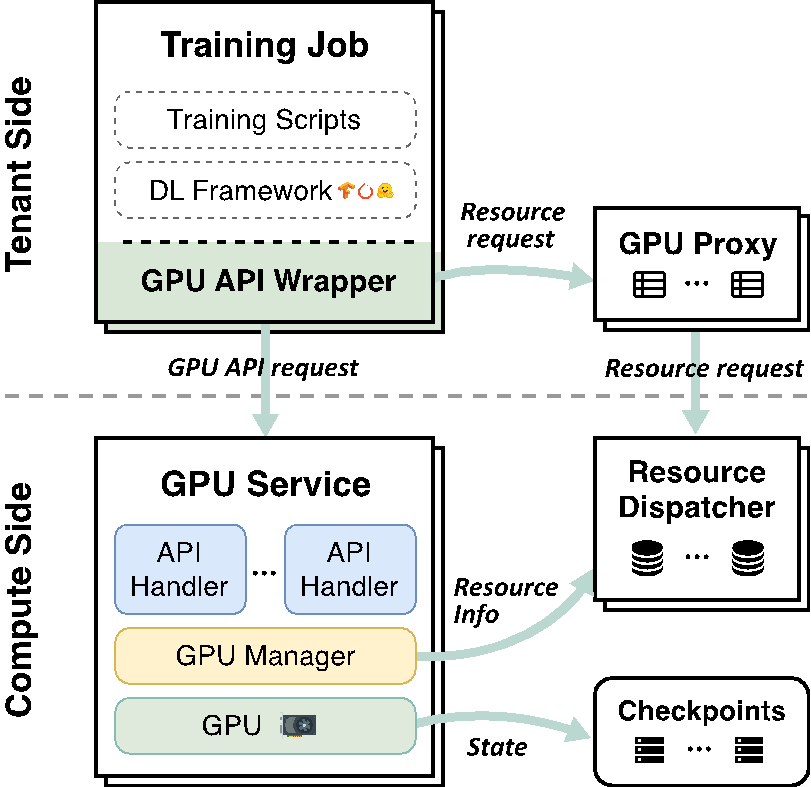 Tenant Side
Training Job
Training Scripts
DL Framework
GPU API Wrapper
Resource
request
GPU Proxy
...
GPU API request
Resource request
Compute Side
GPU Service
API
Handler
...
API
Handler
GPU Manager
GPU
Resource
Info
State
Resource
Dispatcher
...
Checkpoints
...